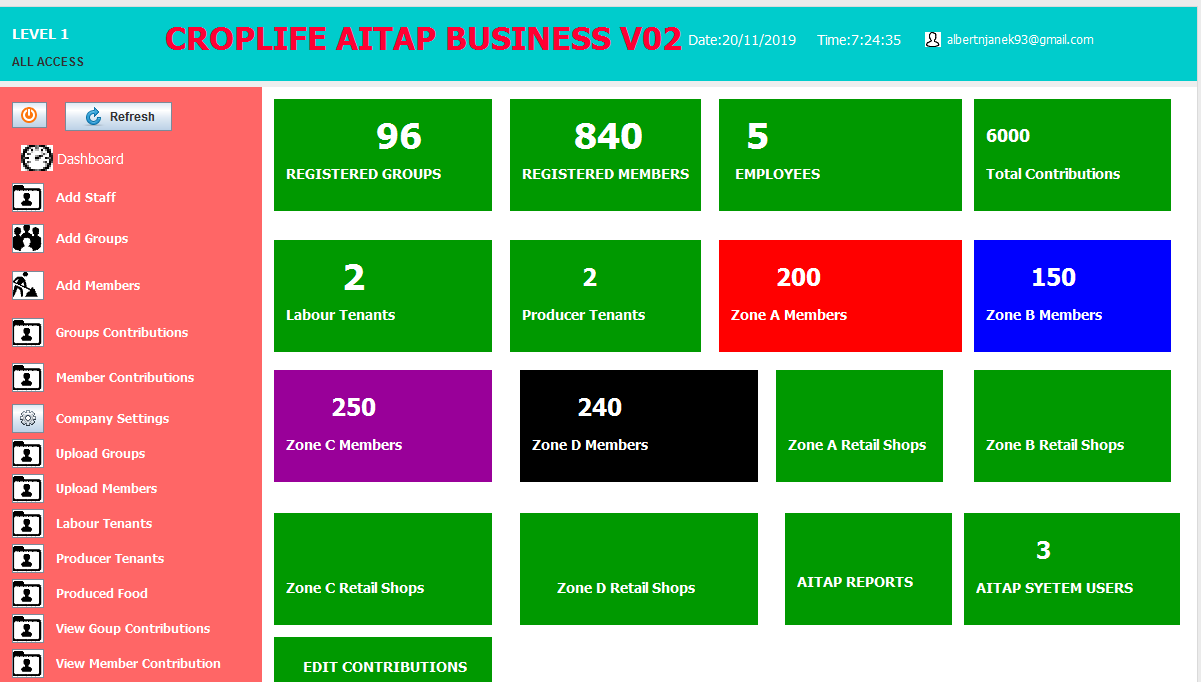 LEVEL 1
ALL ACCESS
CROPLIFE AITAP BUSINESS V02
Date:20/11/2019
Time:7:24:35
albertnjanek93@gmail.com
Refresh
Dashboard
Add Staff
Add Groups
Add Members
Groups Contributions
Member Contributions
Company Settings
Upload Groups
Upload Members
Labour Tenants
Producer Tenants
Produced Food
View Goup Contributions
View Member Contribution
96
REGISTERED GROUPS
840
REGISTERED MEMBERS
5
EMPLOYEES
6000
Total Contributions
2
Labour Tenants
2
Producer Tenants
200
Zone A Members
150
Zone B Members
250
Zone C Members
240
Zone D Members
Zone A Retail Shops
Zone B Retail Shops
Zone C Retail Shops
Zone D Retail Shops
AITAP REPORTS
3
AITAP SYETEM USERS
EDIT CONTRIBUTIONS